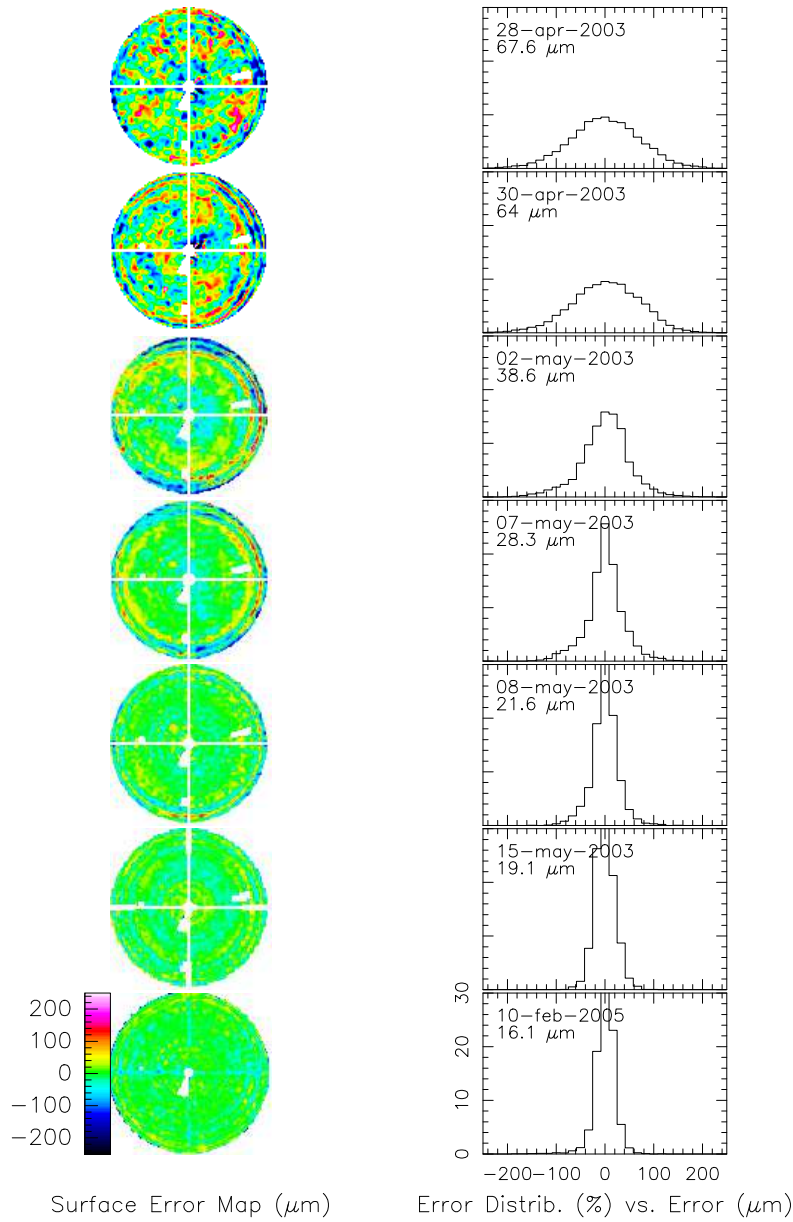 28-apr-2003
67.6 μm
30-apr-2003
64 μm
02-may-2003
38.6 μm
07-may-2003
28.3 μm
08-may-2003
21.6 μm
15-may-2003
19.1 μm
10-feb-2005
16.1 μm
200
100
0
−100
−200
30
20
10
0
−200 −100 0 100 200
Surface Error Map (μm)
Error Distrib. (%) vs. Error (μm)